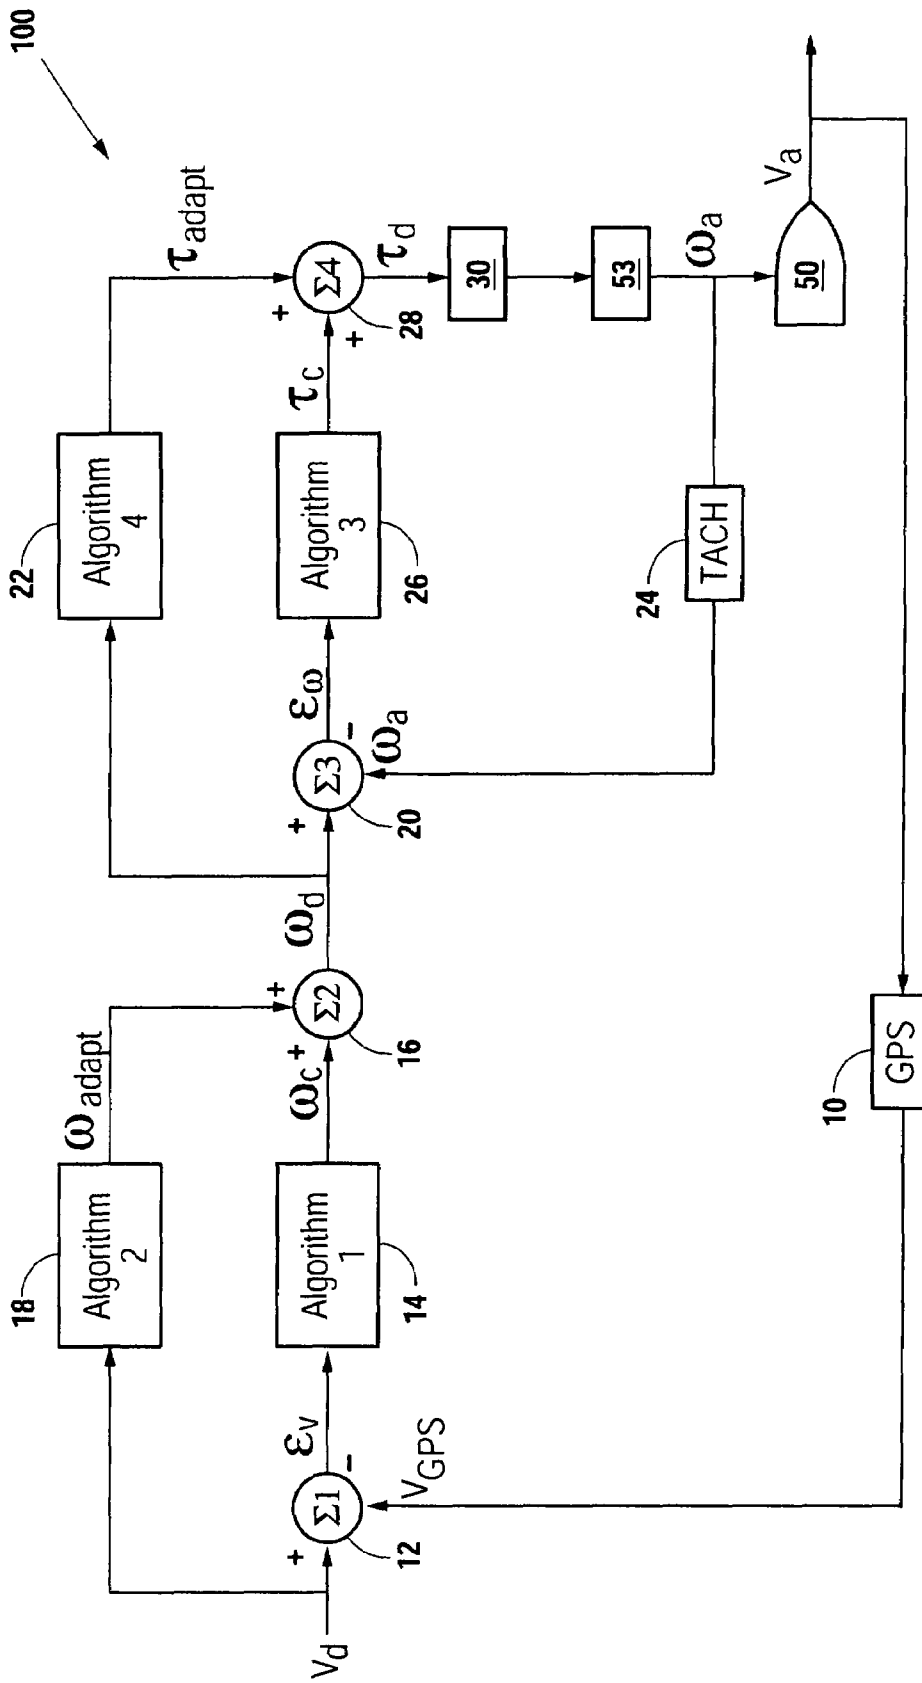 100
22
Algorithm
4
τadapt
18
Algorithm
2
ωadapt
Vd
+
Σ1
12
-
εv
Algorithm
1
14
ωc
+
+
Σ2
16
ωd
+
Σ3
20
-
εω
ωa
Algorithm
3
26
τc
+
+
Σ4
28
τd
30
53
ωa
24
TACH
50
Va
VGPS
10
GPS